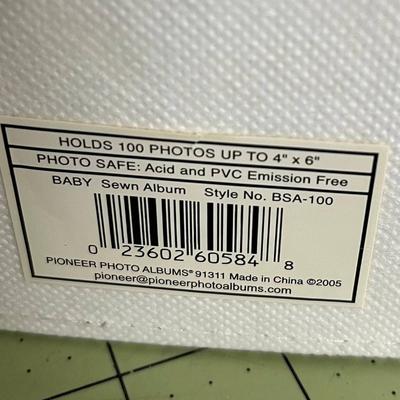 HOLDS 100 PHOTOS UP TO 4" x 6"
PHOTO SAFE: Acid and PVC Emission Free
BABY Sewn Album Style No. BSA-100
0 23602 60584 8
PIONEER PHOTO ALBUMS® 91311 Made in China ©2005
pioneer@pioneerphotoalbums.com